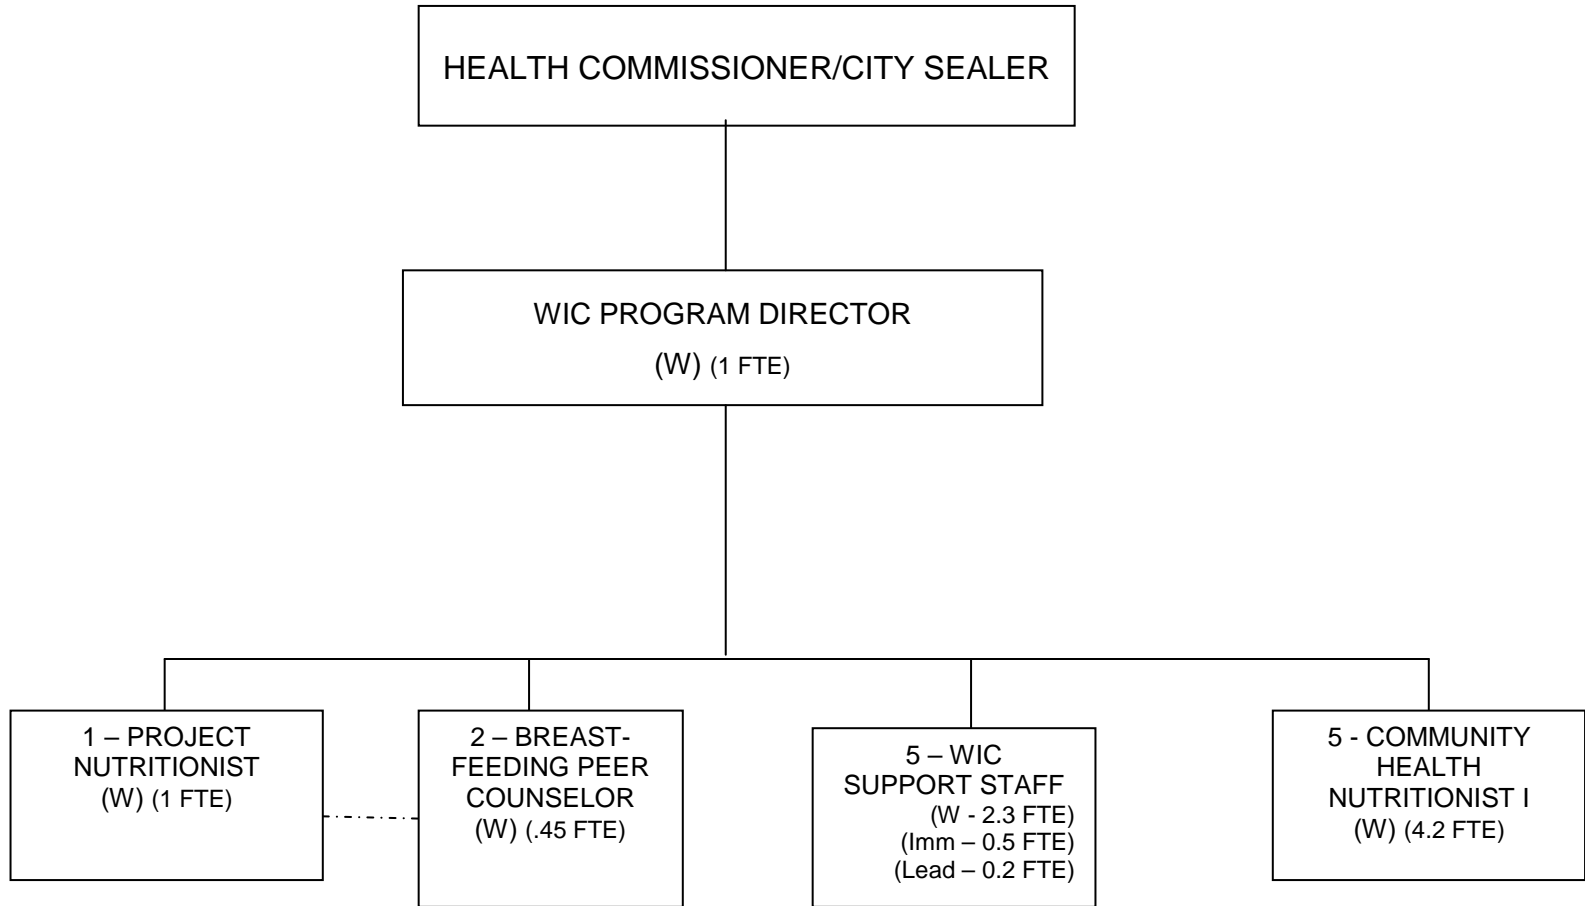 HEALTH COMMISSIONER/CITY SEALER
WIC PROGRAM DIRECTOR
(W) (1 FTE)
1 – PROJECT
NUTRITIONIST
(W) (1 FTE)
2 – BREAST-
FEEDING PEER
COUNSELOR
(W) (.45 FTE)
5 – WIC
SUPPORT STAFF
(W - 2.3 FTE)
(Imm – 0.5 FTE)
(Lead – 0.2 FTE)
5 - COMMUNITY
HEALTH
NUTRITIONIST I
(W) (4.2 FTE)